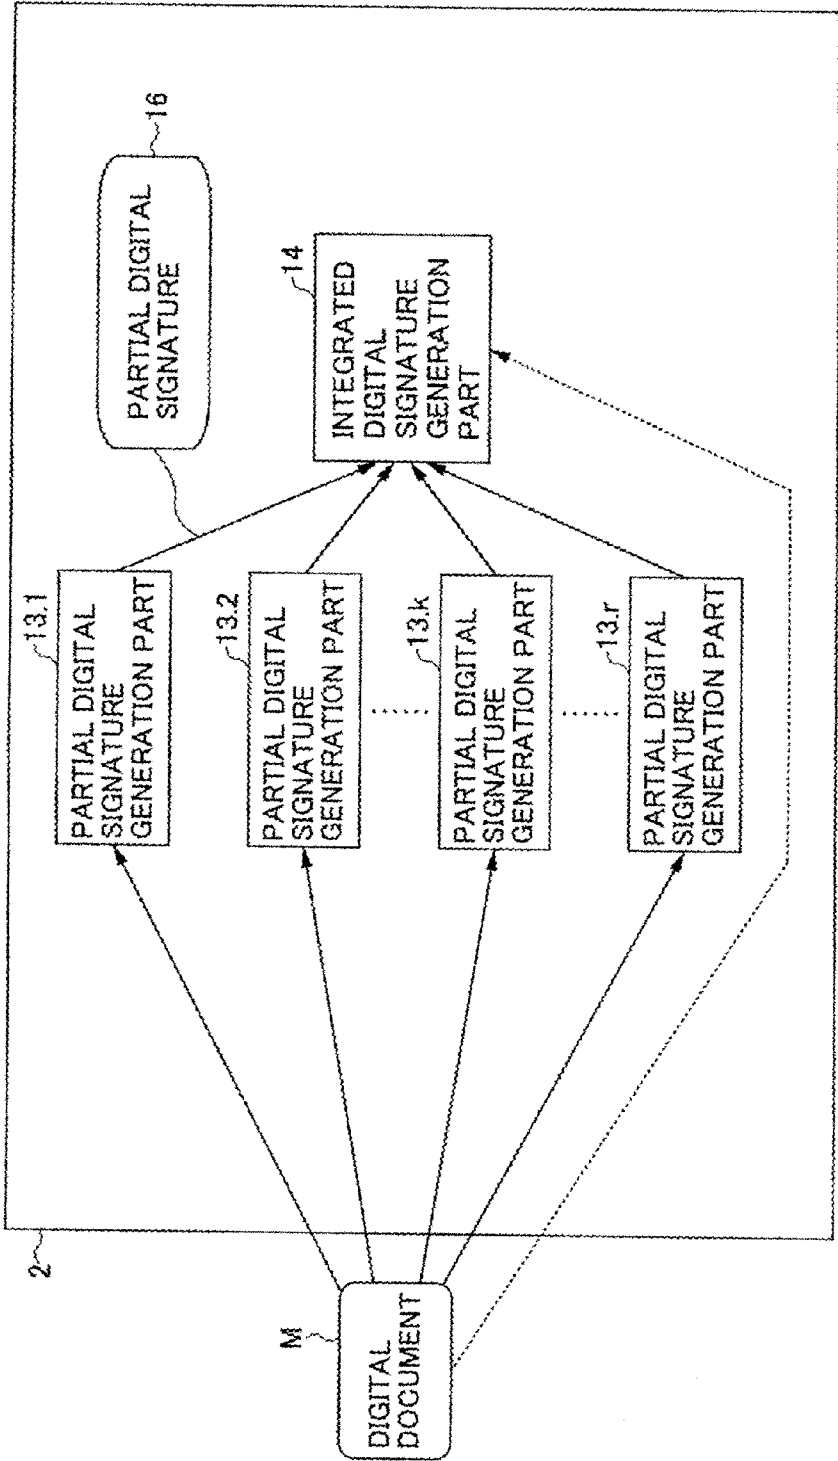 2
M
DIGITAL
DOCUMENT
13.1
PARTIAL DIGITAL
SIGNATURE
GENERATION PART
13.2
PARTIAL DIGITAL
SIGNATURE
GENERATION PART
13.k
PARTIAL DIGITAL
SIGNATURE
GENERATION PART
13.r
PARTIAL DIGITAL
SIGNATURE
GENERATION PART
16
PARTIAL DIGITAL
SIGNATURE
14
INTEGRATED
DIGITAL
SIGNATURE
GENERATION
PART